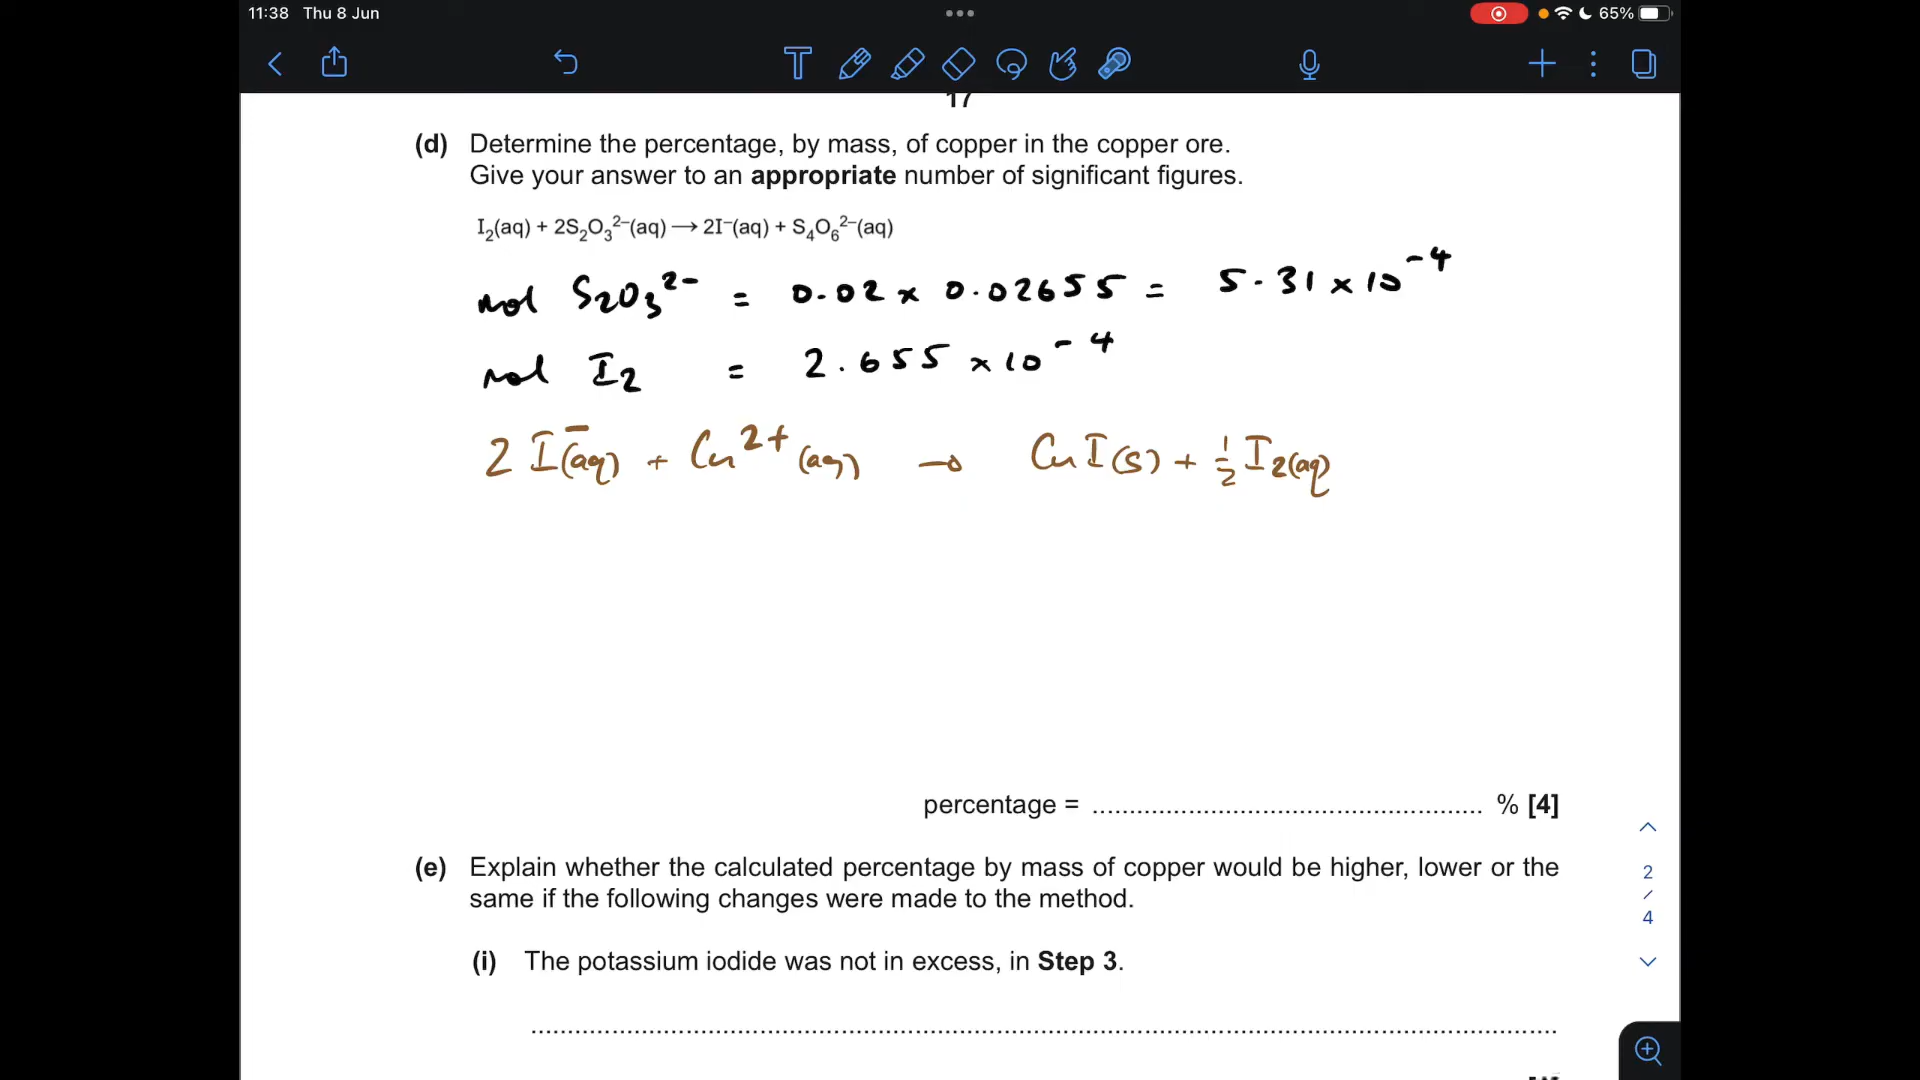 11:38 Thu 8 Jun
65%
17
(d) Determine the percentage, by mass, of copper in the copper ore.
Give your answer to an appropriate number of significant figures.
I₂(aq) + 2S₂O₃²⁻(aq) → 2I⁻(aq) + S₄O₆²⁻(aq)
mol S₂O₃²⁻ = 0.02 × 0.02655 = 5.31 × 10⁻⁴
mol I₂ = 2.655 × 10⁻⁴
2 I⁻(aq) + Cu²⁺(aq) → CuI(s) + ½ I₂(aq)
percentage = .................................................... % [4]
(e) Explain whether the calculated percentage by mass of copper would be higher, lower or the
same if the following changes were made to the method.
2
/
4
(i) The potassium iodide was not in excess, in Step 3.